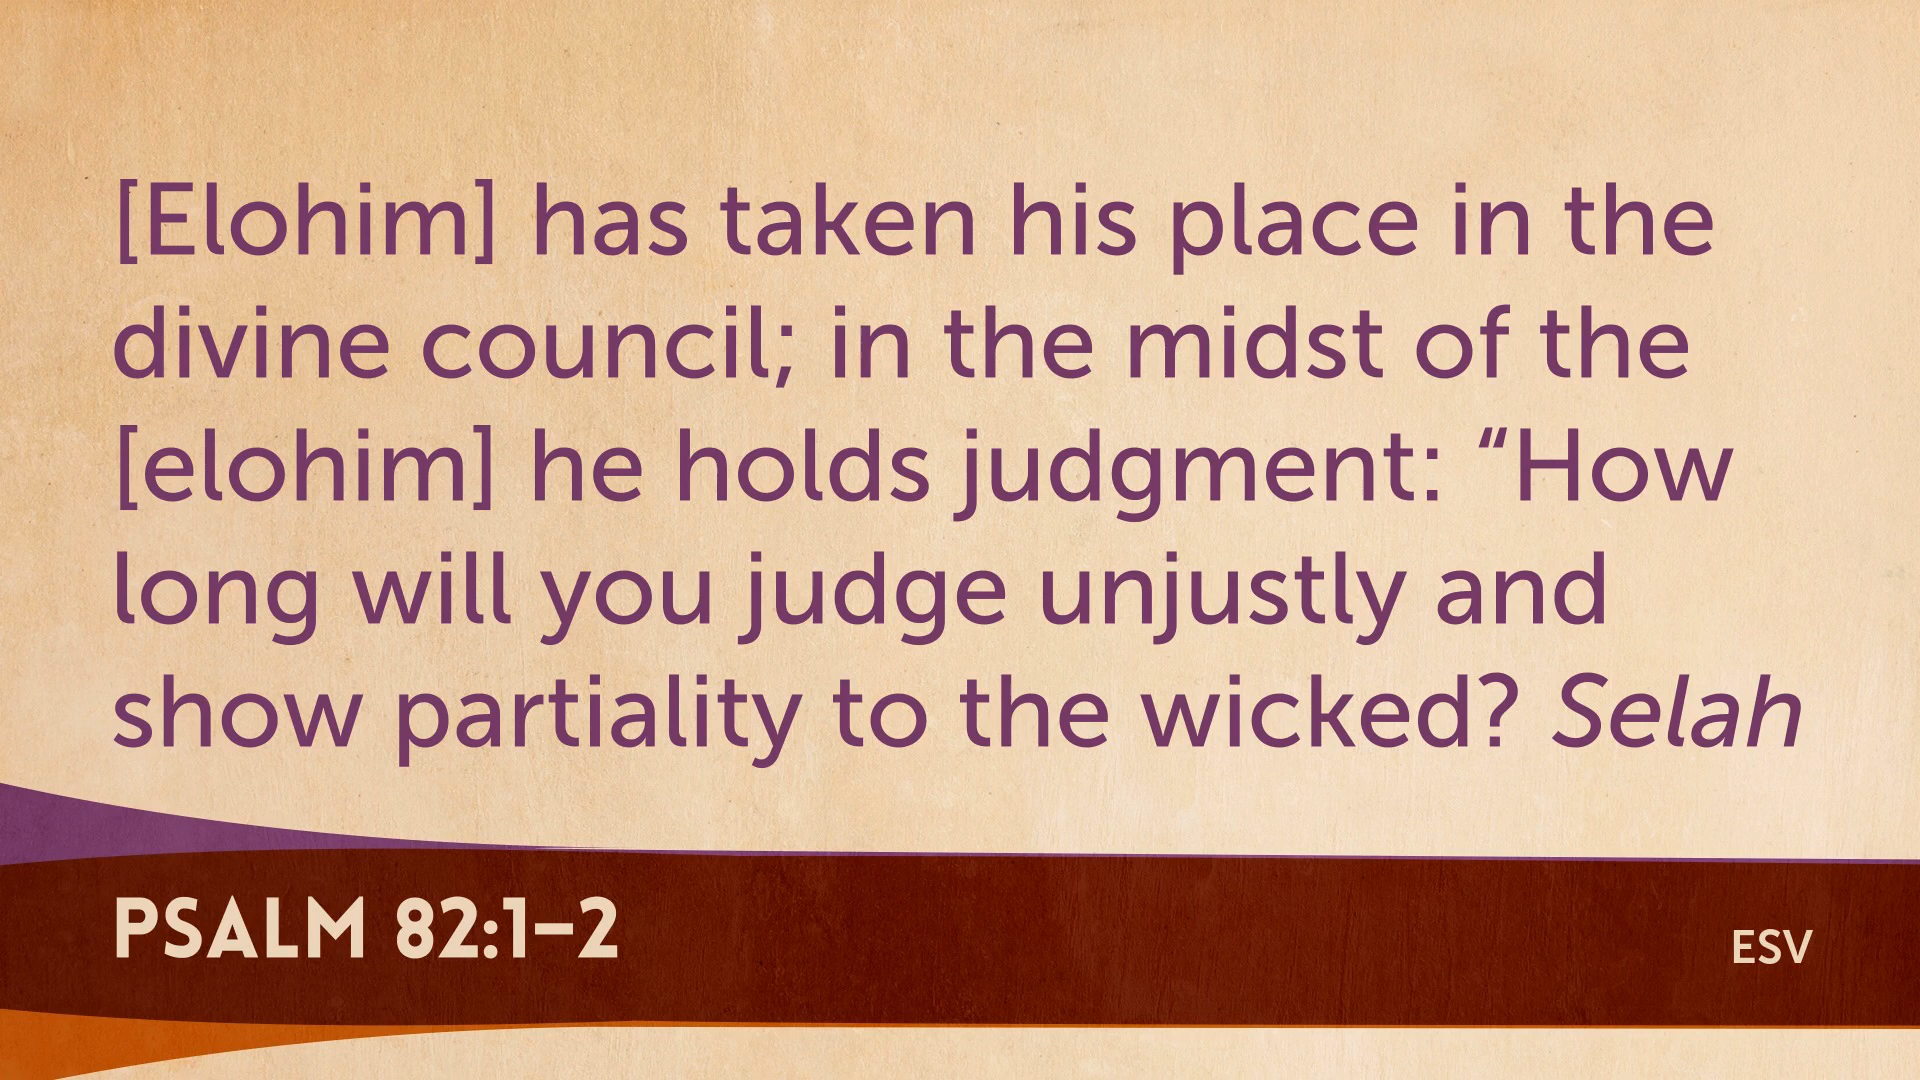 [Elohim] has taken his place in the
divine council; in the midst of the
[elohim] he holds judgment: “How
long will you judge unjustly and
show partiality to the wicked? Selah
PSALM 82:1–2
ESV